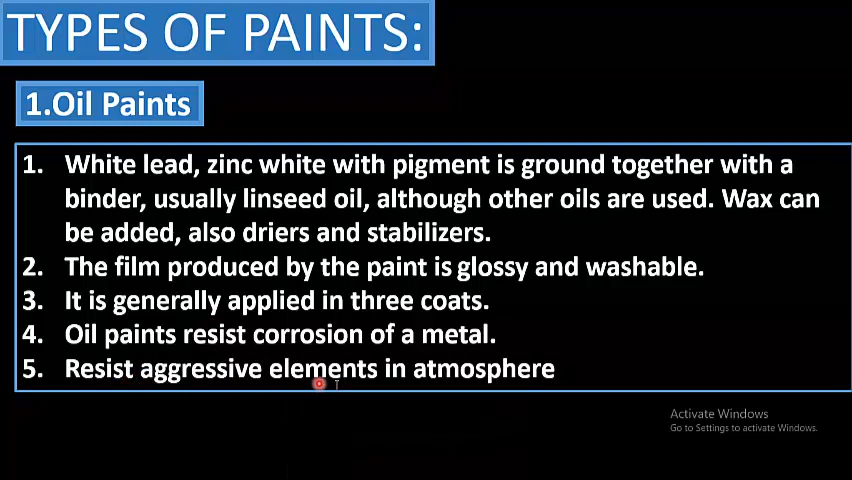 TYPES OF PAINTS:
1.Oil Paints
1. White lead, zinc white with pigment is ground together with a
binder, usually linseed oil, although other oils are used. Wax can
be added, also driers and stabilizers.
2. The film produced by the paint is glossy and washable.
3. It is generally applied in three coats.
4. Oil paints resist corrosion of a metal.
5. Resist aggressive elements in atmosphere
Activate Windows
Go to Settings to activate Windows.